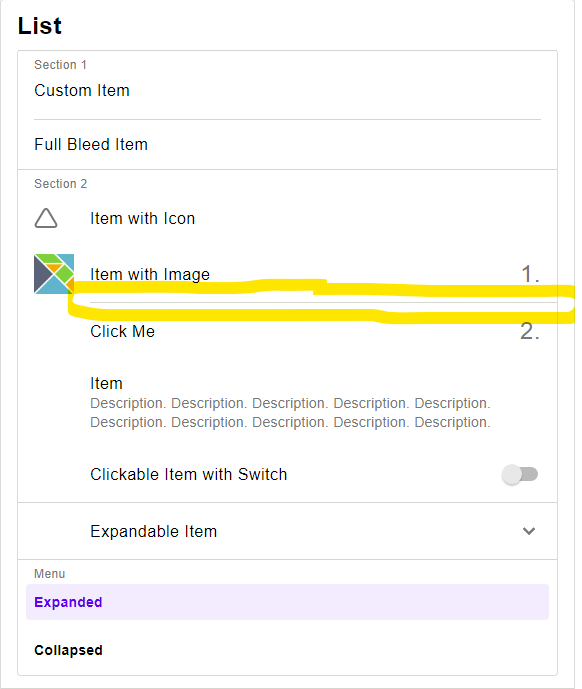 List
Section 1
Custom Item
Full Bleed Item
Section 2
Item with Icon
Item with Image
1.
Click Me
2.
Item
Description. Description. Description. Description. Description.
Description. Description. Description. Description. Description.
Clickable Item with Switch
Expandable Item
Menu
Expanded
Collapsed